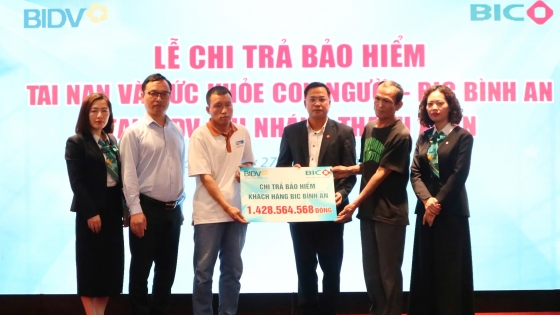 BIDV
BIC
LỄ CHI TRẢ BẢO HIỂM
TAI NẠN VÀ SỨC KHỎE CON NGƯỜI - BIC BÌNH AN
BIDV BIC
CHI TRẢ BẢO HIỂM
KHÁCH HÀNG BIC BÌNH AN
1.428.564.568 ĐỒNG